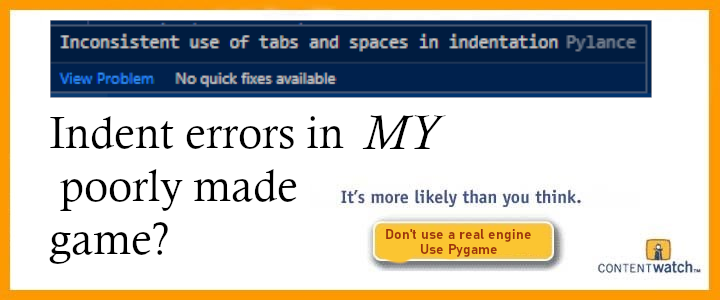 Inconsistent use of tabs and spaces in indentation Pylance
View Problem No quick fixes available
Indent errors in MY
poorly made
game?
It's more likely than you think.
Don't use a real engine
Use Pygame
CONTENTWATCH™